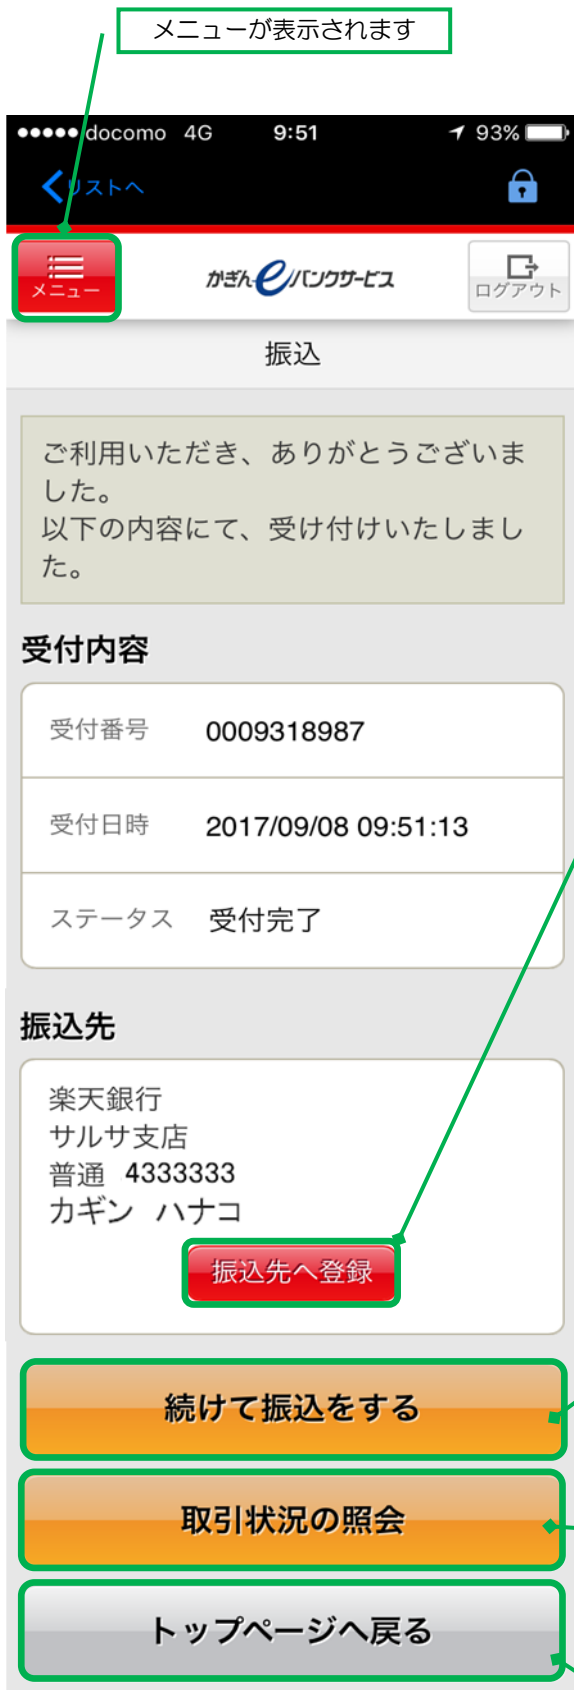 メニューが表示されます
docomo 4G 9:51 93%
リストへ
メニュー
かぎんeバンクサービス
ログアウト
振込
ご利用いただき、ありがとうございま
した。
以下の内容にて、受け付けいたしまし
た。
受付内容
受付番号 0009318987
受付日時 2017/09/08 09:51:13
ステータス 受付完了
振込先
楽天銀行
サルサ支店
普通 4333333
カギン ハナコ
振込先へ登録
続けて振込をする
取引状況の照会
トップページへ戻る